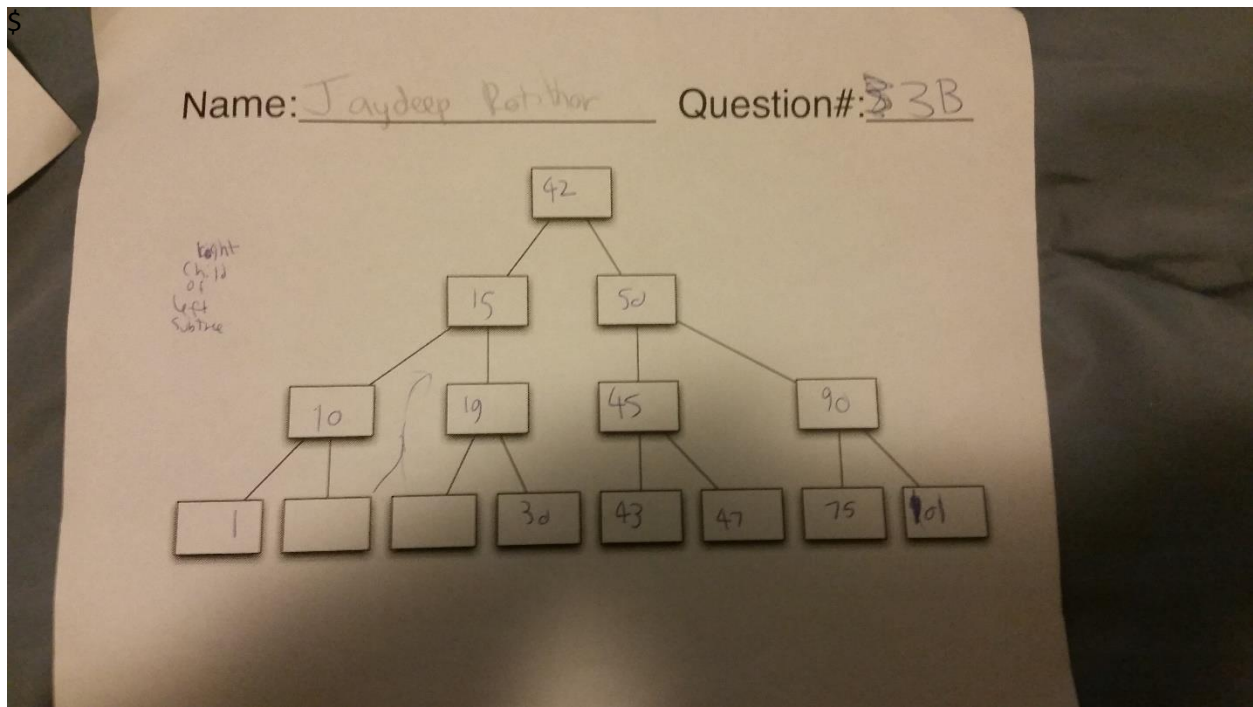 $
Name: Jaydeep Question#: 3B
42
right
Child
of
left
Subtree
15 50
10 19 45 90
1 30 43 47 75 101